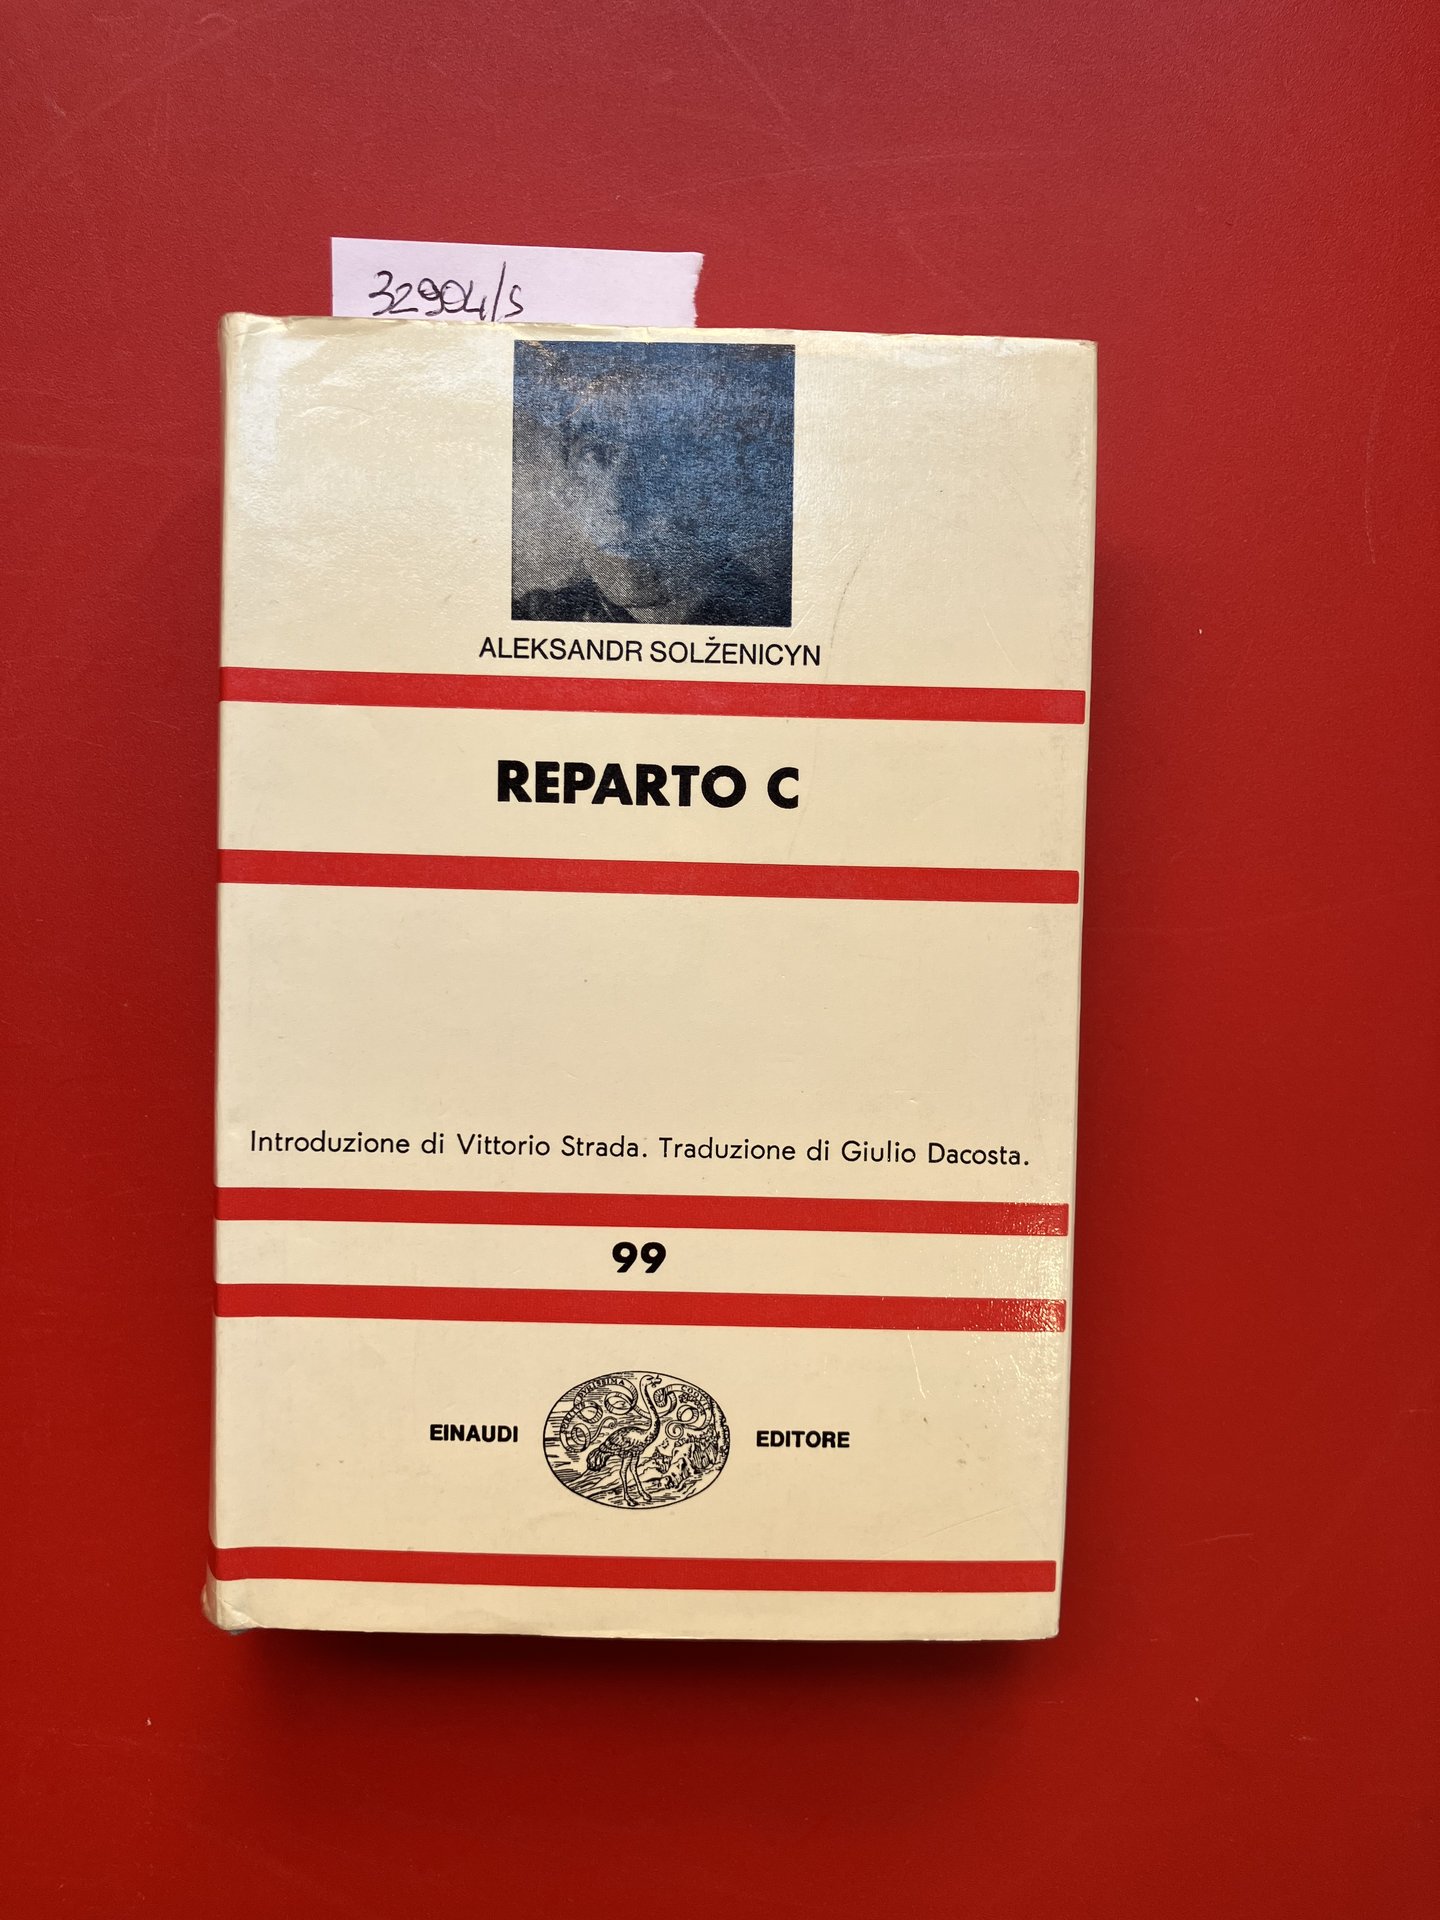 32904/s
ALEKSANDR SOLŽENICYN
REPARTO C
Introduzione di Vittorio Strada. Traduzione di Giulio Dacosta.
99
EINAUDI EDITORE